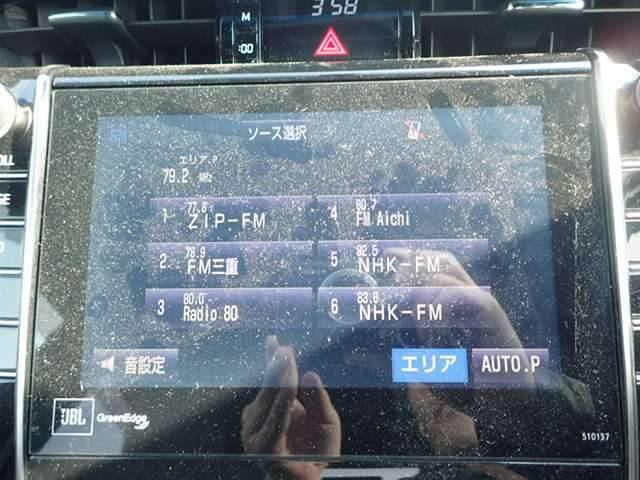 3:58
M
:00
ソース選択
エリア.P
79.2 MHz
77.8
1 ZIP-FM
80.7
4 FM Aichi
78.9
2 FM三重
82.5
5 NHK-FM
80.0
3 Radio 80
83.6
6 NHK-FM
音設定
エリア
AUTO.P
JBL GreenEdge
510137